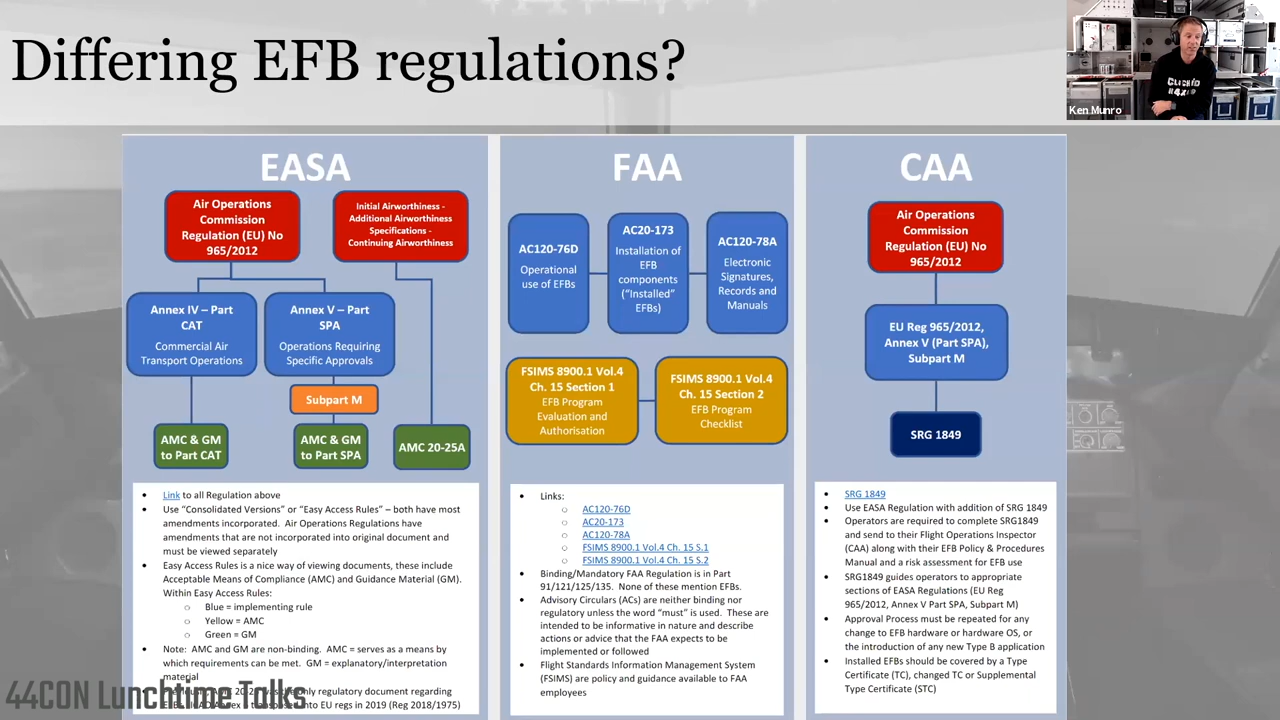 Differing EFB regulations?
Ken Munro
EASA
Air Operations
Commission
Regulation (EU) No
965/2012
Initial Airworthiness -
Additional Airworthiness
Specifications -
Continuing Airworthiness
Annex IV – Part
CAT
Commercial Air
Transport Operations
Annex V – Part
SPA
Operations Requiring
Specific Approvals
Subpart M
AMC & GM
to Part CAT
AMC & GM
to Part SPA
AMC 20-25A
• Link to all Regulation above
• Use “Consolidated Versions” or “Easy Access Rules” – both have most
amendments incorporated. Air Operations Regulations have
amendments that are not incorporated into original document and
must be viewed separately
• Easy Access Rules is a nice way of viewing documents, these include
Acceptable Means of Compliance (AMC) and Guidance Material (GM).
Within Easy Access Rules:
○ Blue = implementing rule
○ Yellow = AMC
○ Green = GM
• Note: AMC and GM are non-binding. AMC = serves as a means by
which requirements can be met. GM = explanatory/interpretation
material
only regulatory document regarding
transposed into EU regs in 2019 (Reg 2018/1975)
FAA
AC120-76D
Operational
use of EFBs
AC20-173
Installation of
EFB
components
(“Installed”
EFBs)
AC120-78A
Electronic
Signatures,
Records and
Manuals
FSIMS 8900.1 Vol.4
Ch. 15 Section 1
EFB Program
Evaluation and
Authorisation
FSIMS 8900.1 Vol.4
Ch. 15 Section 2
EFB Program
Checklist
• Links:
○ AC120-76D
○ AC20-173
○ AC120-78A
○ FSIMS 8900.1 Vol.4 Ch. 15 S.1
○ FSIMS 8900.1 Vol.4 Ch. 15 S.2
• Binding/Mandatory FAA Regulation is in Part
91/121/125/135. None of these mention EFBs.
• Advisory Circulars (ACs) are neither binding nor
regulatory unless the word “must” is used. These are
intended to be informative in nature and describe
actions or advice that the FAA expects to be
implemented or followed
• Flight Standards Information Management System
(FSIMS) are policy and guidance available to FAA
employees
CAA
Air Operations
Commission
Regulation (EU) No
965/2012
EU Reg 965/2012,
Annex V (Part SPA),
Subpart M
SRG 1849
• SRG 1849
• Use EASA Regulation with addition of SRG 1849
• Operators are required to complete SRG1849
and send to their Flight Operations Inspector
(CAA) along with their EFB Policy & Procedures
Manual and a risk assessment for EFB use
• SRG1849 guides operators to appropriate
sections of EASA Regulations (EU Reg
965/2012, Annex V Part SPA, Subpart M)
• Approval Process must be repeated for any
change to EFB hardware or hardware OS, or
the introduction of any new Type B application
• Installed EFBs should be covered by a Type
Certificate (TC), changed TC or Supplemental
Type Certificate (STC)
44CON Lunchtime Talks